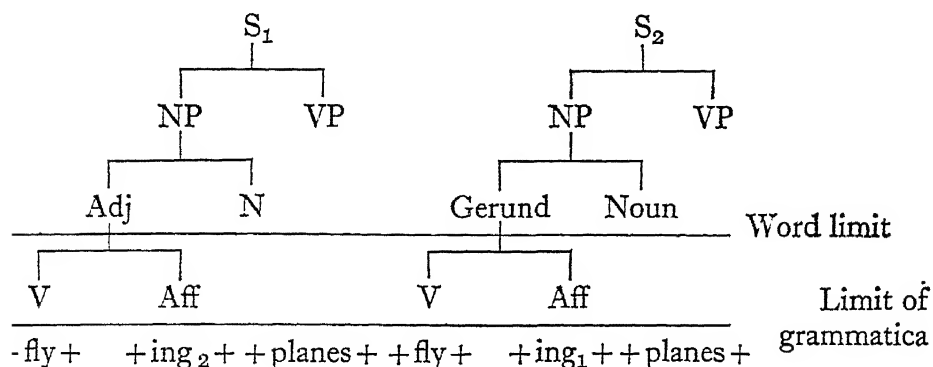 S₁ S₂
NP VP NP VP
Adj N Gerund Noun
Word limit
V Aff V Aff
Limit of
grammatica
-fly + + ing₂ + + planes + + fly + + ing₁ + + planes +